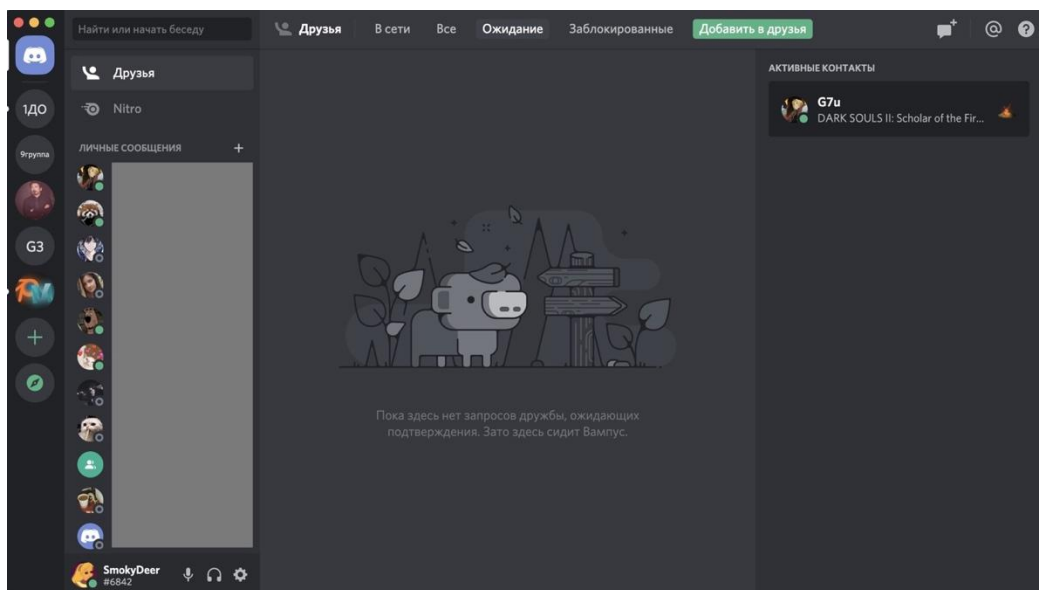 Найти или начать беседу
Друзья
В сети
Все
Ожидание
Заблокированные
Добавить в друзья
1ДО
9группа
G3
Друзья
Nitro
ЛИЧНЫЕ СООБЩЕНИЯ
Пока здесь нет запросов дружбы, ожидающих
подтверждения. Зато здесь сидит Вампус.
АКТИВНЫЕ КОНТАКТЫ
G7u
DARK SOULS II: Scholar of the Fir...
SmokyDeer
#6842